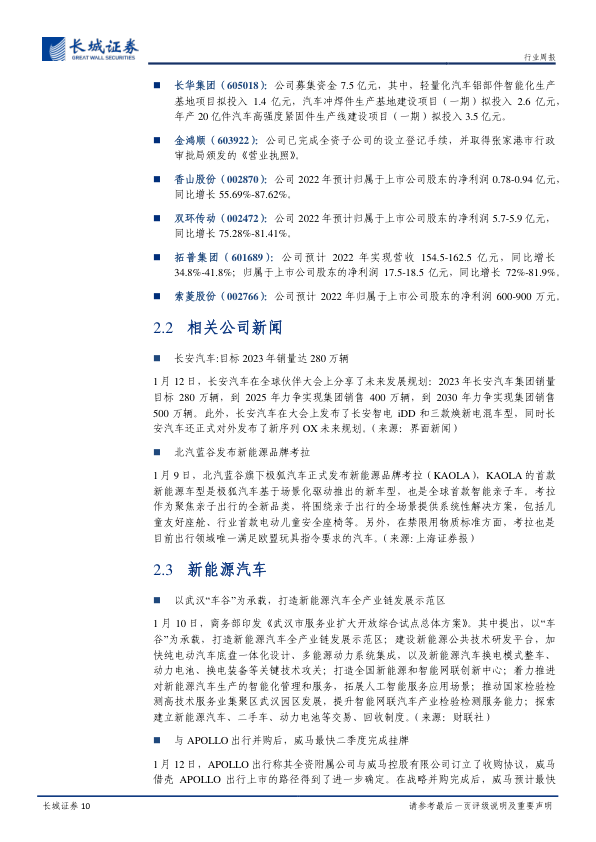 长城证券
GREAT WALL SECURITIES
行业周报
■ 长华集团（605018）：公司募集资金 7.5 亿元，其中，轻量化汽车铝部件智能化生产
基地项目拟投入 1.4 亿元，汽车冲焊件生产基地建设项目（一期）拟投入 2.6 亿元，
年产 20 亿件汽车高强度紧固件生产线建设项目（一期）拟投入 3.5 亿元。
■ 金鸿顺（603922）：公司已完成全资子公司的设立登记手续，并取得张家港市行政
审批局颁发的《营业执照》。
■ 香山股份（002870）：公司 2022 年预计归属于上市公司股东的净利润 0.78-0.94 亿元，
同比增长 55.69%-87.62%。
■ 双环传动（002472）：公司 2022 年预计归属于上市公司股东的净利润 5.7-5.9 亿元，
同比增长 75.28%-81.41%。
■ 拓普集团（601689）：公司预计 2022 年实现营收 154.5-162.5 亿元，同比增长
34.8%-41.8%；归属于上市公司股东的净利润 17.5-18.5 亿元，同比增长 72%-81.9%。
■ 索菱股份（002766）：公司预计 2022 年归属于上市公司股东的净利润 600-900 万元。
2.2 相关公司新闻
■ 长安汽车:目标 2023 年销量达 280 万辆
1 月 12 日，长安汽车在全球伙伴大会上分享了未来发展规划：2023 年长安汽车集团销量
目标 280 万辆，到 2025 年力争实现集团销售 400 万辆，到 2030 年力争实现集团销售
500 万辆。此外，长安汽车在大会上发布了长安智电 iDD 和三款焕新电混车型，同时长
安汽车还正式对外发布了新序列 OX 未来规划。（来源：界面新闻）
■ 北汽蓝谷发布新能源品牌考拉
1 月 9 日，北汽蓝谷旗下极狐汽车正式发布新能源品牌考拉（KAOLA），KAOLA 的首款
新能源车型是极狐汽车基于场景化驱动推出的新车型，也是全球首款智能亲子车。考拉
作为聚焦亲子出行的全新品类，将围绕亲子出行的全场景提供系统性解决方案，包括儿
童友好座舱、行业首款电动儿童安全座椅等。另外，在禁限用物质标准方面，考拉也是
目前出行领域唯一满足欧盟玩具指令要求的汽车。（来源: 上海证券报）
2.3 新能源汽车
■ 以武汉“车谷”为承载，打造新能源汽车全产业链发展示范区
1 月 10 日，商务部印发《武汉市服务业扩大开放综合试点总体方案》。其中提出，以“车
谷”为承载，打造新能源汽车全产业链发展示范区；建设新能源公共技术研发平台，加
快纯电动汽车底盘一体化设计、多能源动力系统集成，以及新能源汽车换电模式整车、
动力电池、换电装备等关键技术攻关；打造全国新能源和智能网联创新中心；着力推进
对新能源汽车生产的智能化管理和服务，拓展人工智能服务应用场景；推动国家检验检
测高技术服务业集聚区武汉园区发展，提升智能网联汽车产业检验检测服务能力；探索
建立新能源汽车、二手车、动力电池等交易、回收制度。（来源：财联社）
■ 与 APOLLO 出行并购后，威马最快二季度完成挂牌
1 月 12 日，APOLLO 出行称其全资附属公司与威马控股有限公司订立了收购协议，威马
借壳 APOLLO 出行上市的路径得到了进一步确定。在战略并购完成后，威马预计最快
长城证券 10
请参考最后一页评级说明及重要声明